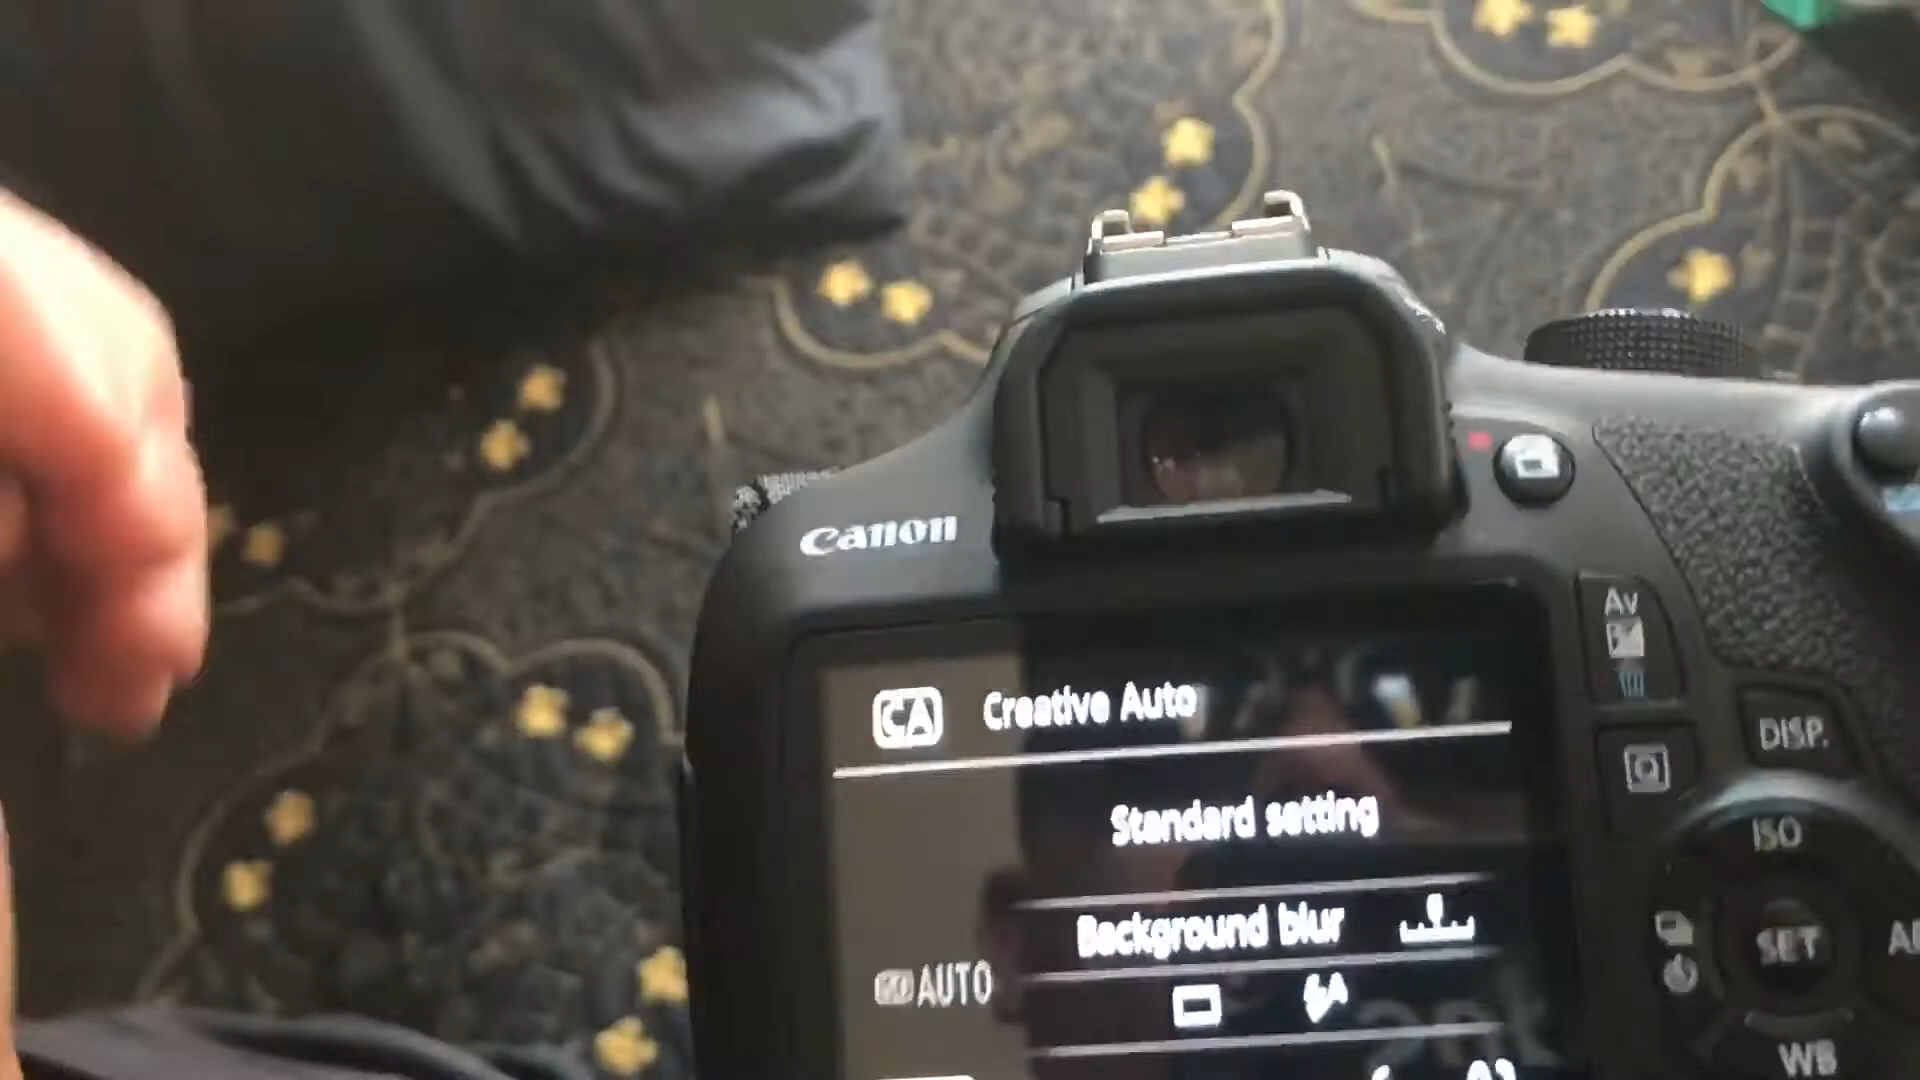 Canon
Av
CA Creative Auto
DISP.
Standard setting
ISO
Background blur
SET
AUTO
WB